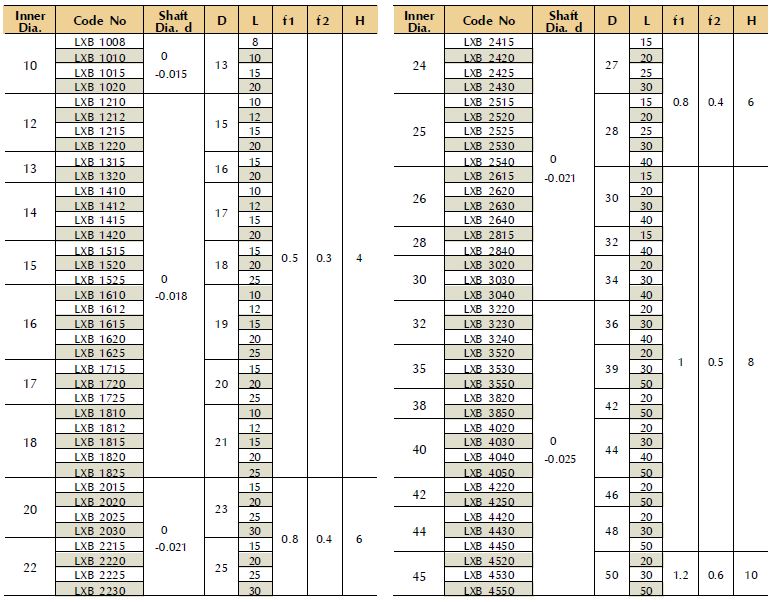 Inner Dia. Code No Shaft Dia. d D L f1 f2 H
LXB 1008 8
10 LXB 1010 0 13 10
LXB 1015 -0.015 15
LXB 1020 20
LXB 1210 10
12 LXB 1212 15 12
LXB 1215 15
LXB 1220 20
13 LXB 1315 16 15
LXB 1320 20
LXB 1410 10
14 LXB 1412 17 12
LXB 1415 15
LXB 1420 20
LXB 1515 15
15 LXB 1520 18 20 0.5 0.3 4
LXB 1525 0 25
LXB 1610 -0.018 10
LXB 1612 12
16 LXB 1615 19 15
LXB 1620 20
LXB 1625 25
LXB 1715 15
17 LXB 1720 20 20
LXB 1725 25
LXB 1810 10
LXB 1812 12
18 LXB 1815 21 15
LXB 1820 20
LXB 1825 25
LXB 2015 15
20 LXB 2020 23 20
LXB 2025 25
LXB 2030 0 30
LXB 2215 -0.021 15 0.8 0.4 6
22 LXB 2220 25 20
LXB 2225 25
LXB 2230 30
Inner Dia. Code No Shaft Dia. d D L f1 f2 H
LXB 2415 15
24 LXB 2420 27 20
LXB 2425 25
LXB 2430 30
LXB 2515 15 0.8 0.4 6
LXB 2520 20
25 LXB 2525 28 25
LXB 2530 30
LXB 2540 0 40
LXB 2615 -0.021 15
26 LXB 2620 30 20
LXB 2630 30
LXB 2640 40
28 LXB 2815 32 15
LXB 2840 40
LXB 3020 20
30 LXB 3030 34 30
LXB 3040 40
LXB 3220 20
32 LXB 3230 36 30
LXB 3240 40
LXB 3520 20
35 LXB 3530 39 30 1 0.5 8
LXB 3550 50
38 LXB 3820 42 20
LXB 3850 50
LXB 4020 20
40 LXB 4030 0 44 30
LXB 4040 -0.025 40
LXB 4050 50
42 LXB 4220 46 20
LXB 4250 50
LXB 4420 20
44 LXB 4430 48 30
LXB 4450 50
LXB 4520 20
45 LXB 4530 50 30 1.2 0.6 10
LXB 4550 50